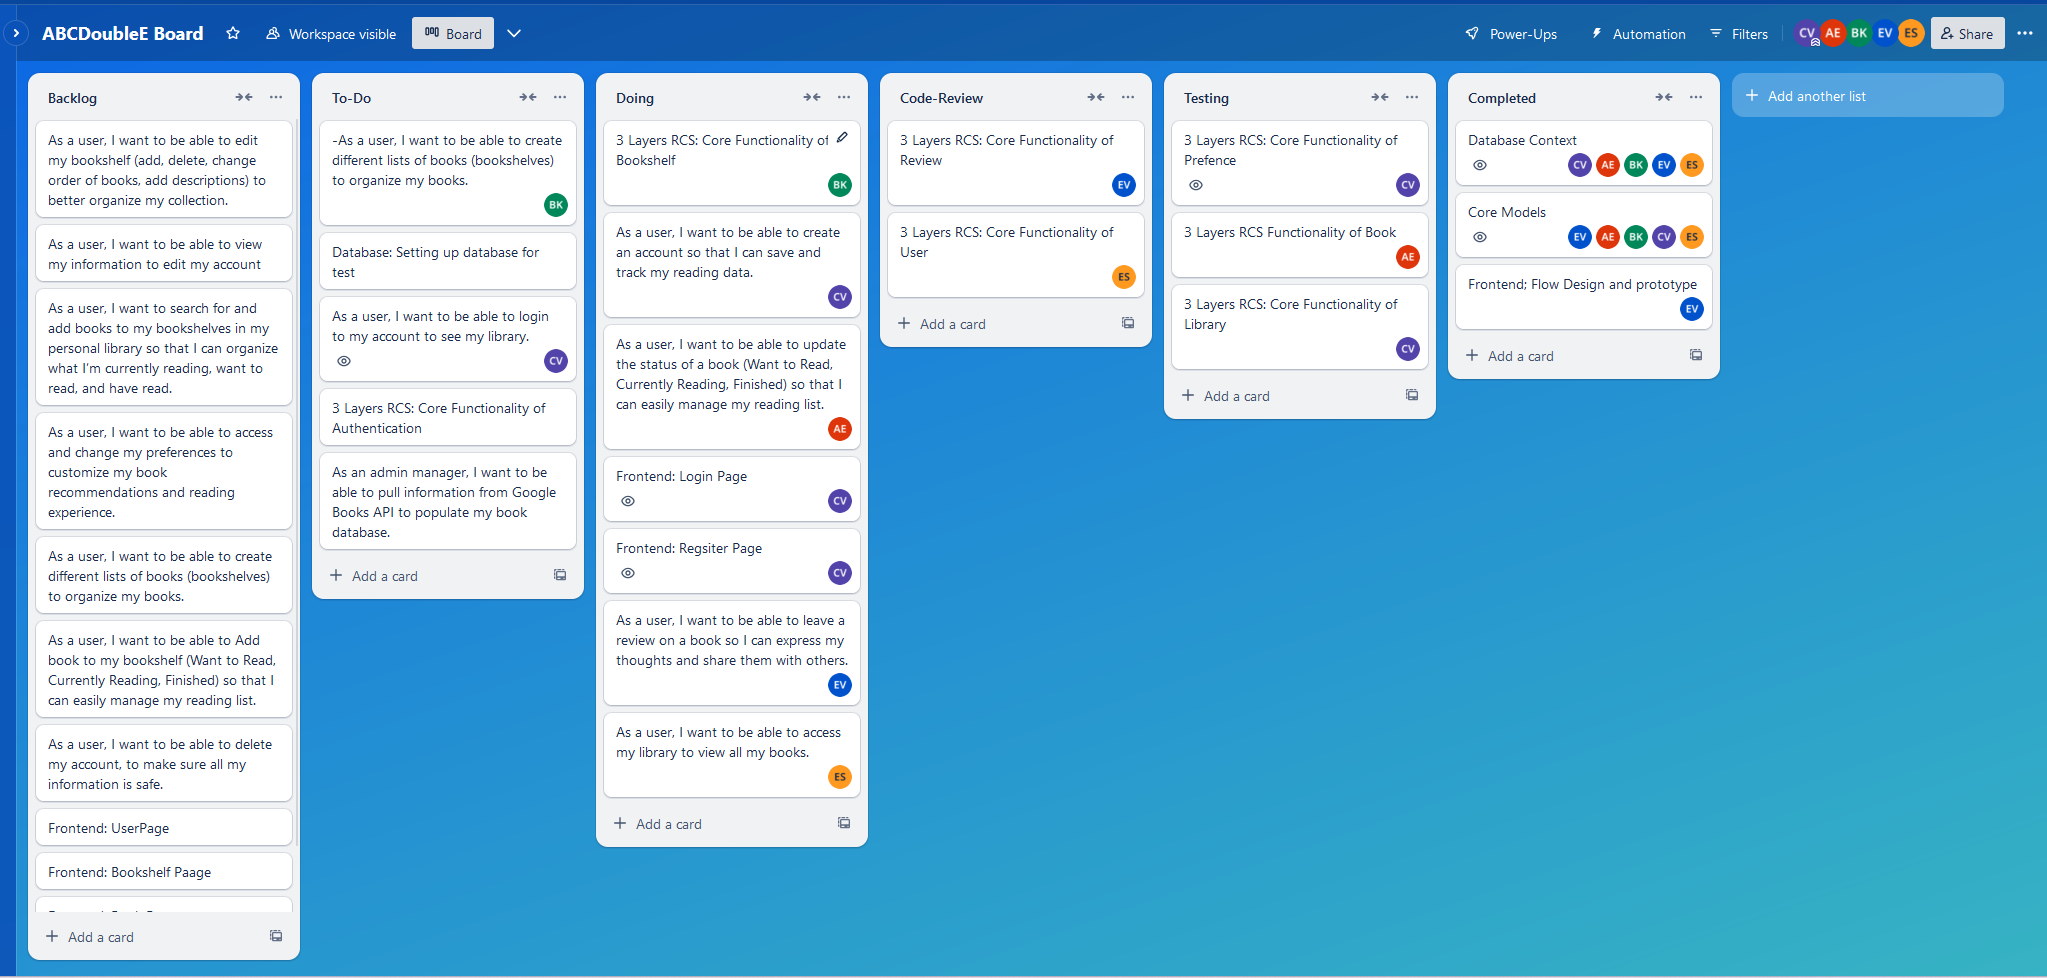 ABCDoubleE Board
Workspace visible
Board
Power-Ups
Automation
Filters
CV
AE
BK
EV
ES
Share
Backlog
As a user, I want to be able to edit
my bookshelf (add, delete, change
order of books, add descriptions) to
better organize my collection.
As a user, I want to be able to view
my information to edit my account
As a user, I want to search for and
add books to my bookshelves in my
personal library so that I can organize
what I'm currently reading, want to
read, and have read.
As a user, I want to be able to access
and change my preferences to
customize my book
recommendations and reading
experience.
As a user, I want to be able to create
different lists of books (bookshelves)
to organize my books.
As a user, I want to be able to Add
book to my bookshelf (Want to Read,
Currently Reading, Finished) so that I
can easily manage my reading list.
As a user, I want to be able to delete
my account, to make sure all my
information is safe.
Frontend: UserPage
Frontend: Bookshelf Paage
Add a card
To-Do
-As a user, I want to be able to create
different lists of books (bookshelves)
to organize my books.
BK
Database: Setting up database for
test
As a user, I want to be able to login
to my account to see my library.
CV
3 Layers RCS: Core Functionality of
Authentication
As an admin manager, I want to be
able to pull information from Google
Books API to populate my book
database.
Add a card
Doing
3 Layers RCS: Core Functionality of
Bookshelf
BK
As a user, I want to be able to create
an account so that I can save and
track my reading data.
CV
As a user, I want to be able to update
the status of a book (Want to Read,
Currently Reading, Finished) so that I
can easily manage my reading list.
AE
Frontend: Login Page
CV
Frontend: Regsiter Page
CV
As a user, I want to be able to leave a
review on a book so I can express my
thoughts and share them with others.
EV
As a user, I want to be able to access
my library to view all my books.
ES
Add a card
Code-Review
3 Layers RCS: Core Functionality of
Review
EV
3 Layers RCS: Core Functionality of
User
ES
Add a card
Testing
3 Layers RCS: Core Functionality of
Prefence
CV
3 Layers RCS Functionality of Book
AE
3 Layers RCS: Core Functionality of
Library
CV
Add a card
Completed
Database Context
CV AE BK EV ES
Core Models
EV AE BK CV ES
Frontend; Flow Design and prototype
EV
Add a card
Add another list